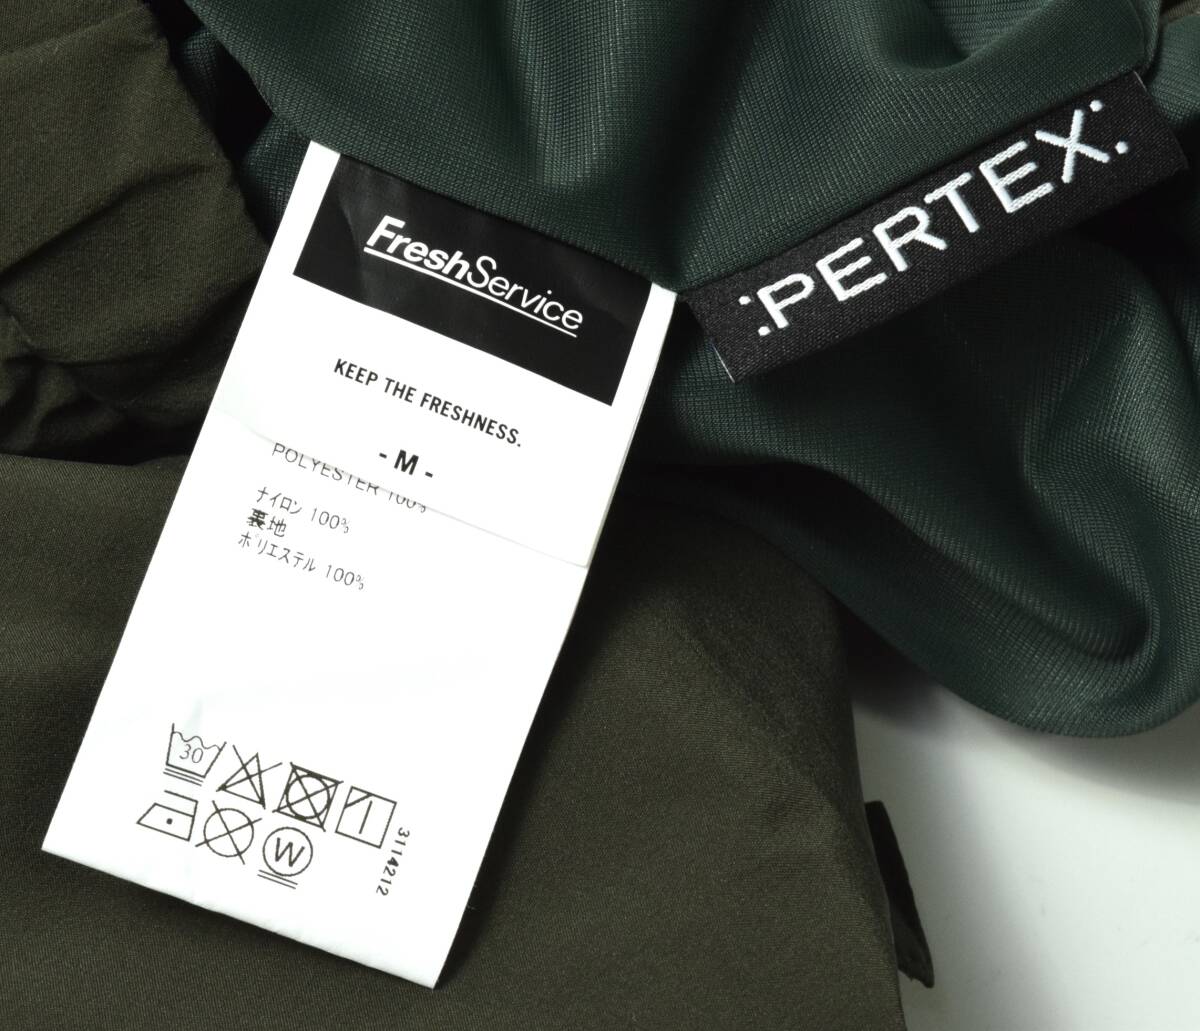 FreshService
KEEP THE FRESHNESS.
- M -
POLYESTER 100%
ナイロン 100%
裏地
ポリエステル 100%
30
W
3114212
:PERTEX: